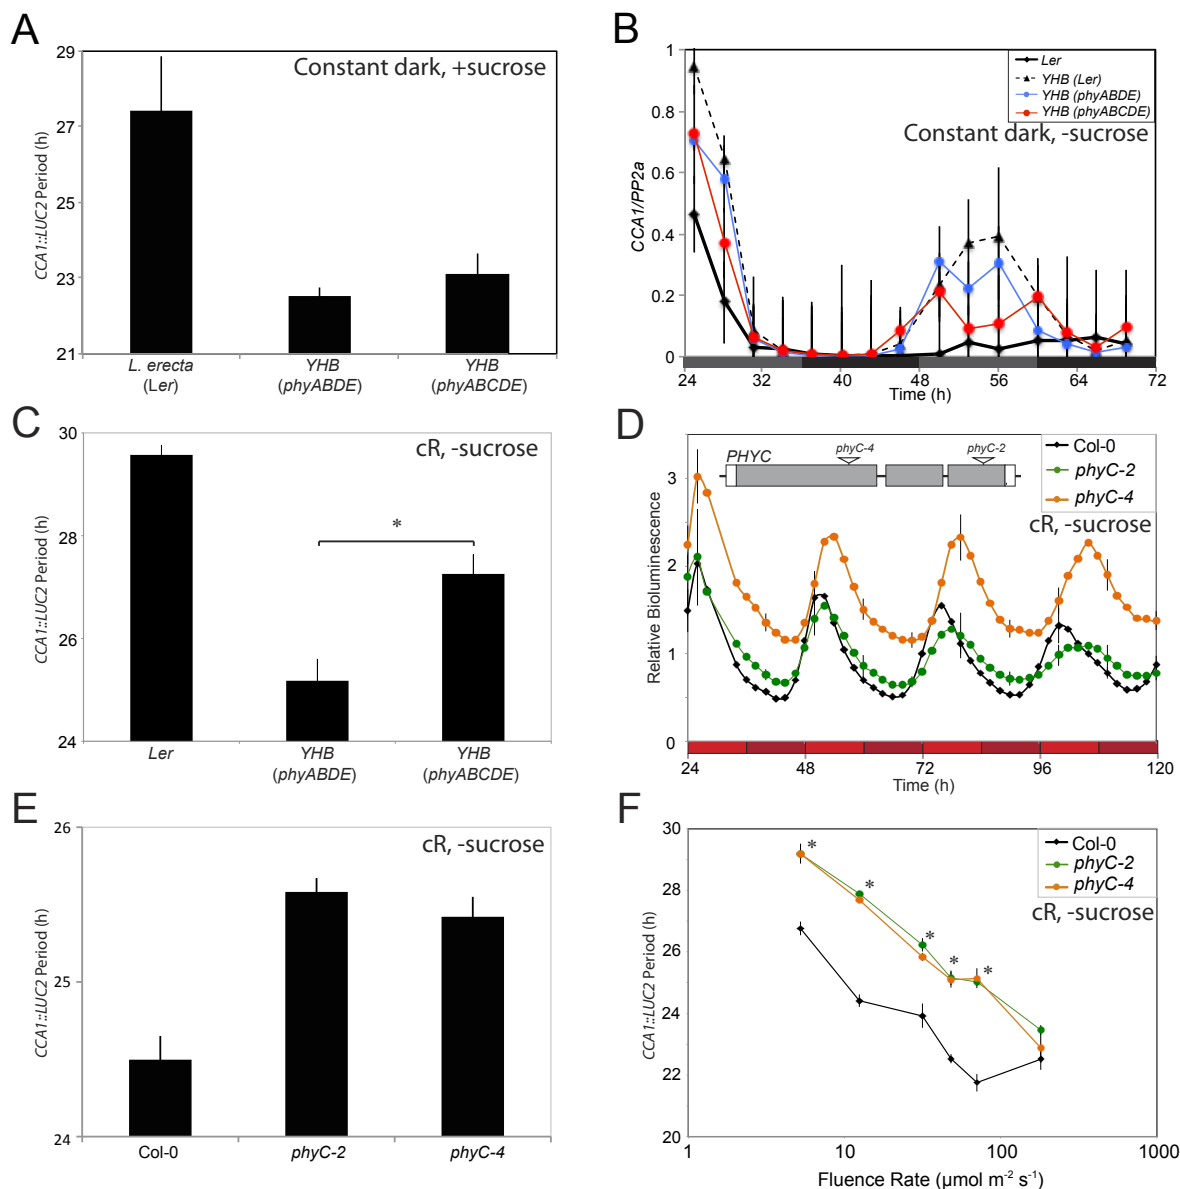 A
29
27
25
23
21
CCA1::LUC2 Period (h)
Constant dark, +sucrose
L. erecta
(Ler)
YHB
(phyABDE)
YHB
(phyABCDE)
B
1
0.8
0.6
0.4
0.2
0
CCA1/PP2a
Ler
YHB (Ler)
YHB (phyABDE)
YHB (phyABCDE)
Constant dark, -sucrose
24 32 40 48 56 64 72
Time (h)
C
30
28
26
24
CCA1::LUC2 Period (h)
cR, -sucrose
*
Ler
YHB
(phyABDE)
YHB
(phyABCDE)
D
3
2
1
0
Relative Bioluminescence
PHYC
phyC-4
phyC-2
Col-0
phyC-2
phyC-4
cR, -sucrose
24 48 72 96 120
Time (h)
E
26
25
24
CCA1::LUC2 Period (h)
cR, -sucrose
Col-0 phyC-2 phyC-4
F
30
28
26
24
22
20
CCA1::LUC2 Period (h)
Col-0
phyC-2
phyC-4
cR, -sucrose
* * * * *
1 10 100 1000
Fluence Rate (µmol m⁻² s⁻¹)